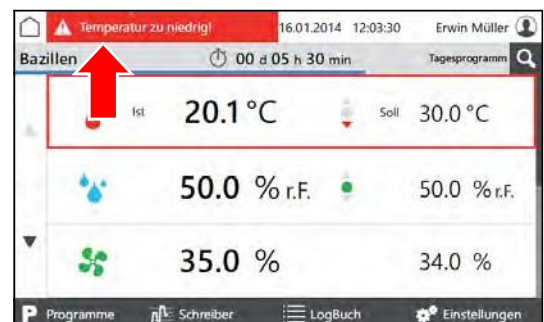 Temperatur zu niedrig! 16.01.2014 12:03:30 Erwin Müller
Bazillen 00 d 05 h 30 min Tagesprogramm
Ist 20.1 °C Soll 30.0 °C
50.0 % r.F. 50.0 % r.F.
35.0 % 34.0 %
P Programme Schreiber LogBuch Einstellungen